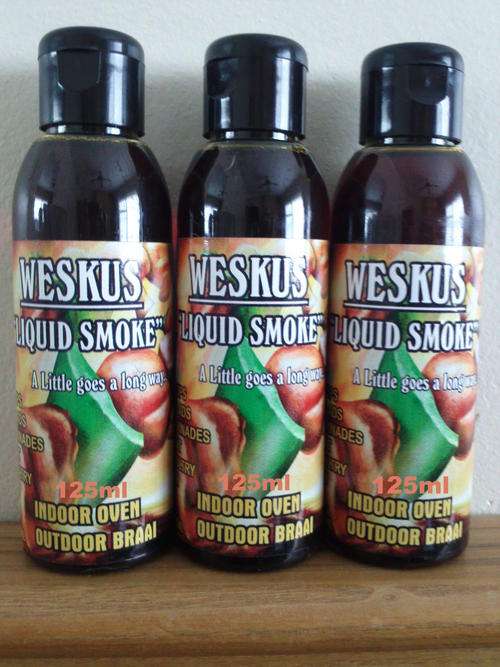 WESKUS
"LIQUID SMOKE"
A Little goes a long way..
125ml
INDOOR OVEN
OUTDOOR BRAAI
WESKUS
"LIQUID SMOKE"
A Little goes a long way..
125ml
INDOOR OVEN
OUTDOOR BRAAI
WESKUS
"LIQUID SMOKE"
A Little goes a long way
125ml
INDOOR OVEN
OUTDOOR BRAAI